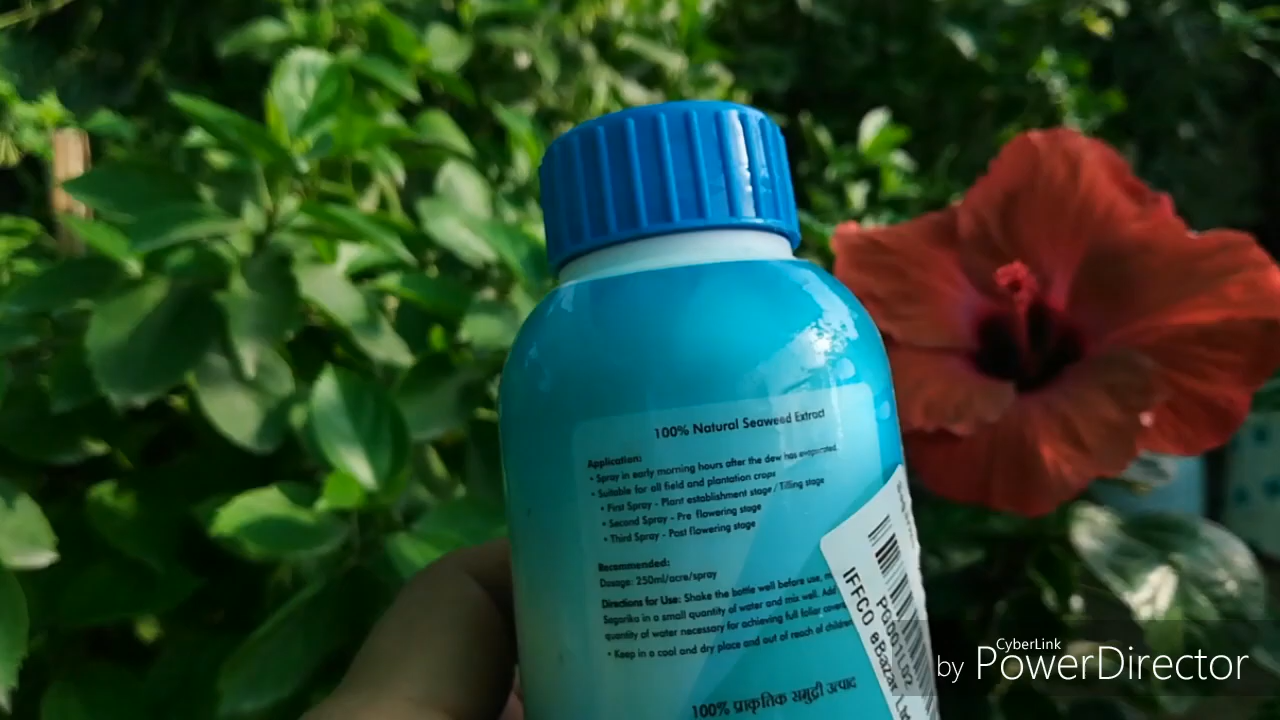 100% Natural Seaweed Extract
Application:
• Spray in early morning hours after the dew has evaporated.
• Suitable for all field and plantation crops
• First Spray - Plant establishment stage / Tilling stage
• Second Spray - Pre flowering stage
• Third Spray - Post flowering stage
Recommended:
Dosage: 250ml/acre/spray
Directions for Use: Shake the bottle well before use,
Sagarika in a small quantity of water and mix well. Add
quantity of water necessary for achieving full foliar
• Keep in a cool and dry place and out of reach of children
100% प्राकृतिक समुद्री उत्पाद
PGD01L02
IFFCO eBazar
CyberLink
by PowerDirector